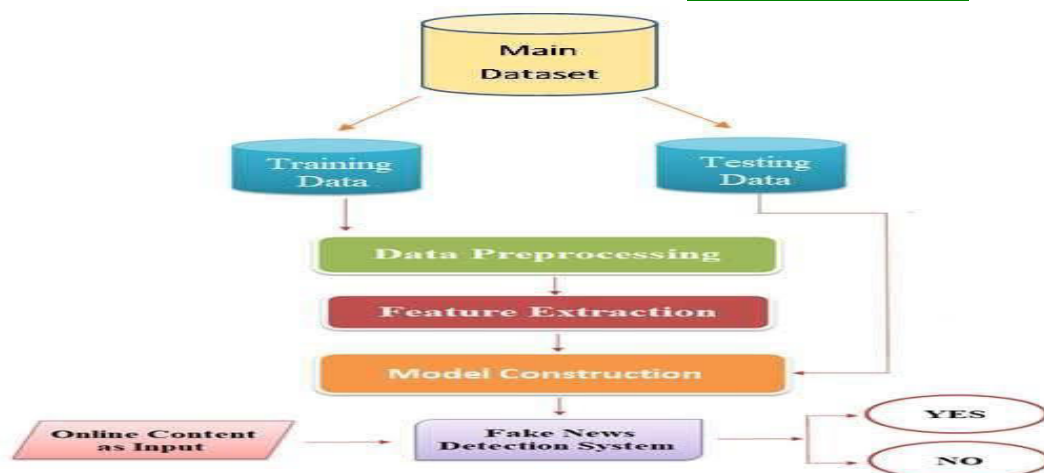 Main
Dataset
Training
Data
Testing
Data
Data Preprocessing
Feature Extraction
Model Construction
Online Content
as Input
Fake News
Detection System
YES
NO